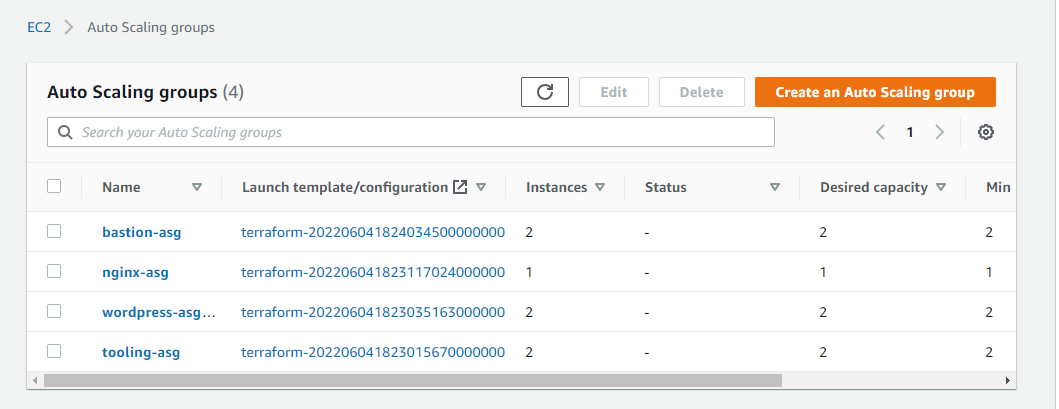 EC2 Auto Scaling groups
Auto Scaling groups (4) Edit Delete Create an Auto Scaling group
Search your Auto Scaling groups 1
Name Launch template/configuration Instances Status Desired capacity Min
bastion-asg terraform-202206041824034500000000 2 - 2 2
nginx-asg terraform-202206041823117024000000 1 - 1 1
wordpress-asg... terraform-202206041823035163000000 2 - 2 2
tooling-asg terraform-202206041823015670000000 2 - 2 2